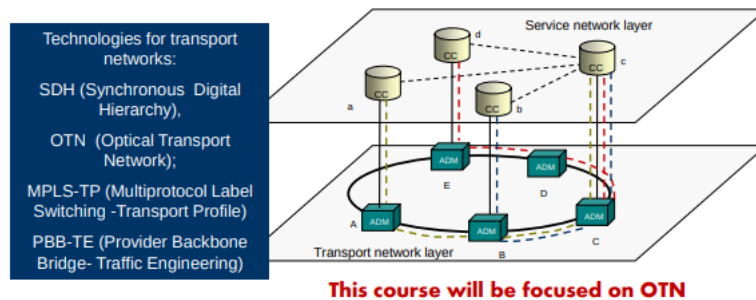 Technologies for transport
networks:
SDH (Synchronous Digital
Hierarchy),
OTN (Optical Transport
Network);
MPLS-TP (Multiprotocol Label
Switching -Transport Profile)
PBB-TE (Provider Backbone
Bridge- Traffic Engineering)
Service network layer
d
CC
c
CC
CC
a
CC
b
ADM
ADM
E
D
ADM
ADM
ADM
A
B
C
Transport network layer
This course will be focused on OTN